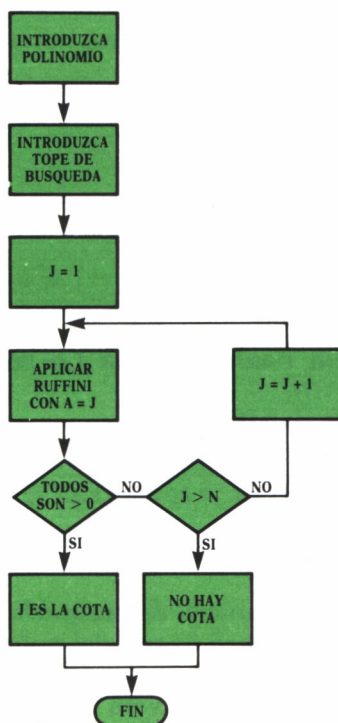 INTRODUZCA
POLINOMIO
INTRODUZCA
TOPE DE
BUSQUEDA
J = 1
APLICAR
RUFFINI
CON A = J
J = J + 1
TODOS
SON > 0
NO
J > N
NO
SI
SI
J ES LA COTA
NO HAY
COTA
FIN